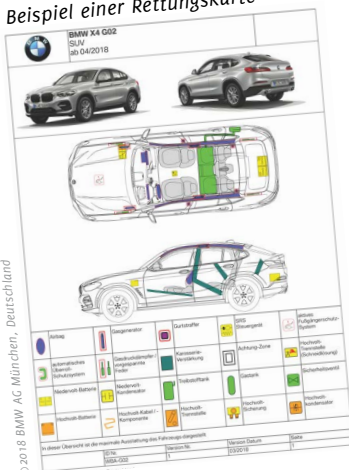 Beispiel einer Rettungskarte
BMW X4 G02
SUV
ab 04/2018
©2018 BMW AG München, Deutschland
Airbag
Gasgenerator
Gurtstraffer
SRS
Steuergerät
aktives
Fußgängerschutz-
System
automatisches
Überroll-
Schutzsystem
Gasdruckdämpfer /
vorgespannte
Feder
Karosserie-
Verstärkung
Achtung-Zone
Hochvolt-
Trennstelle
Niedervolt-Batterie
Niedervolt-
Kondensator
Treibstofftank
Gastank
Sicherheitsventil
Hochvolt-Batterie
Hochvolt-Kabel /
-Komponente
Hochvolt-
Trennstelle
Hochvolt-
Sicherung
Hochvolt-
kondensator
In dieser Übersicht ist die maximale Ausstattung des Fahrzeugs dargestellt.
ID Nr.
Version Nr.
Version Datum
Seite
1
03/2018
1